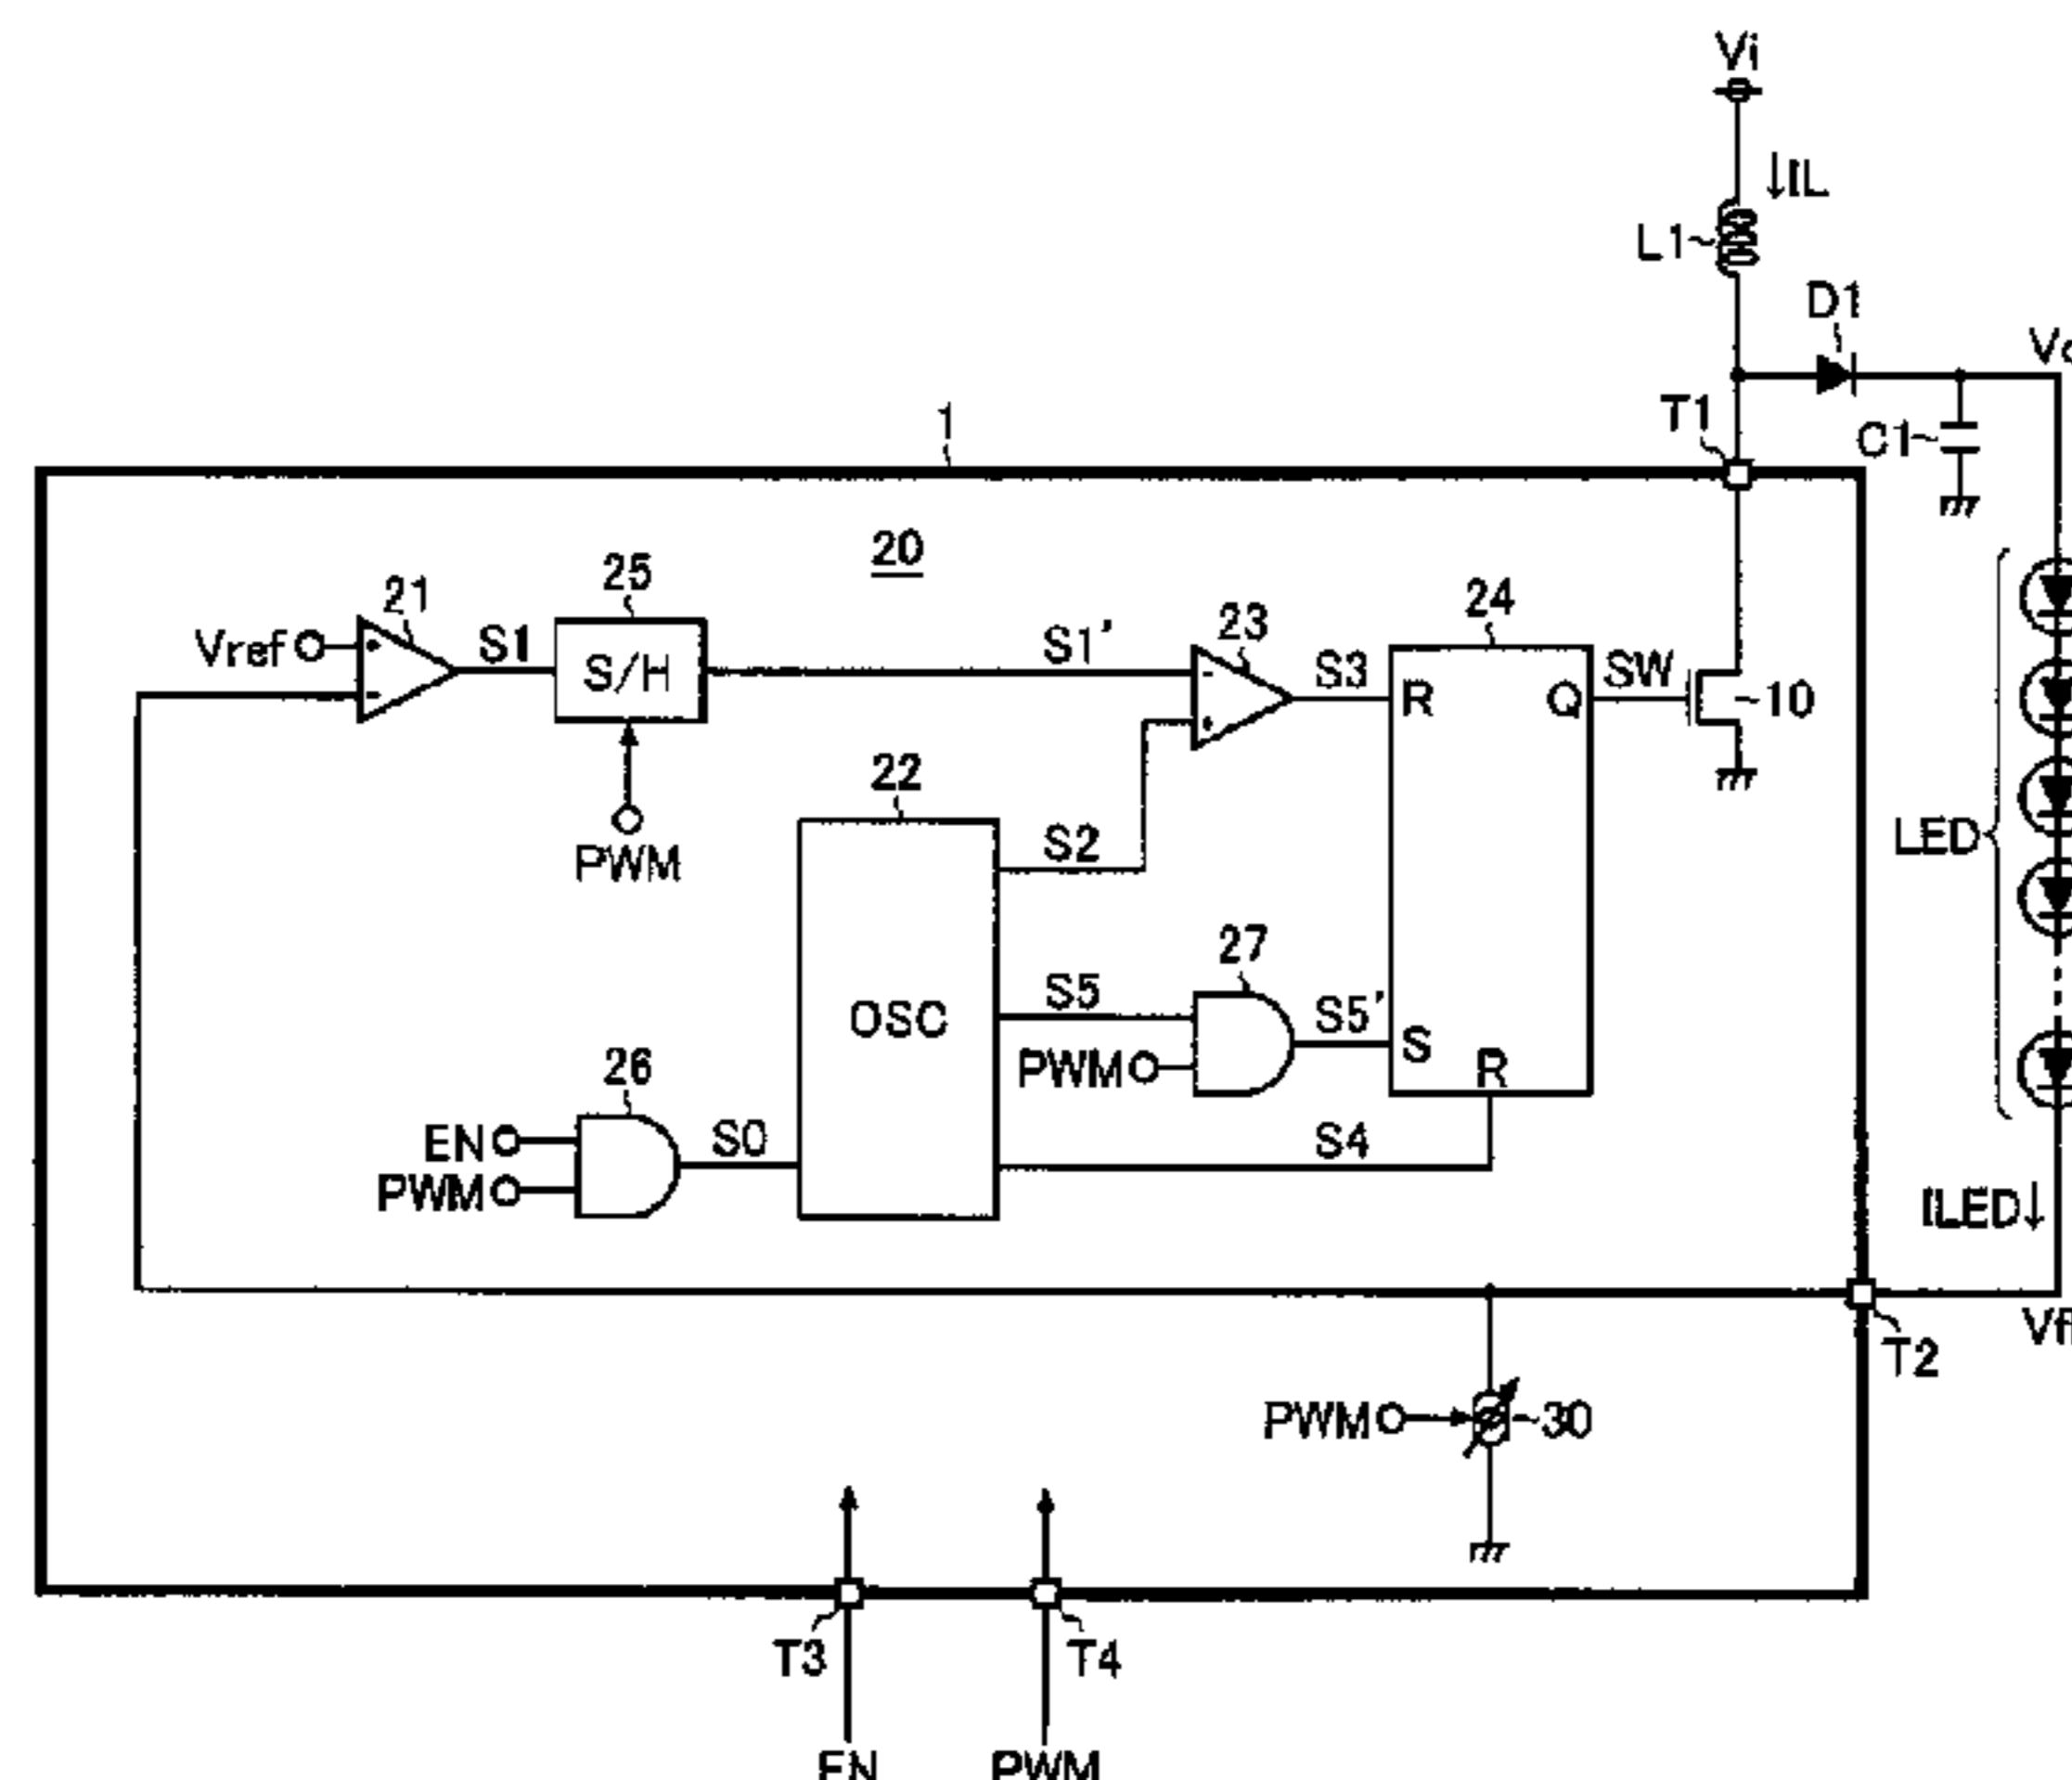 Vi
IL
L1
D1
T1
C1
1
20
25
21
Vref
S1
S/H
S1'
23
S3
24
R
Q
SW
10
PWM
22
S2
LED
27
S5
OSC
S5'
S
PWM
R
26
EN
S0
PWM
S4
ILED
T2
PWM
30
T3
T4
EN
PWM